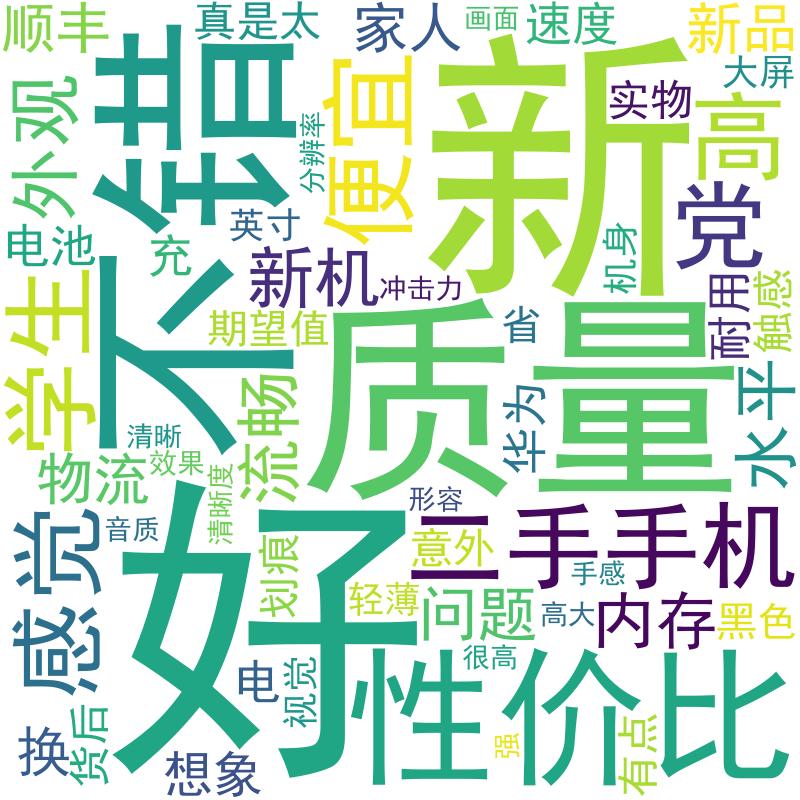 顺丰
真是太
家人
画面
速度
新品
大屏
外观
不错
分辨率
便宜
新
实物
高
党
电池
充
英寸
新机
冲击力
机身
耐用
触感
学生
期望值
质量
省
华为
水平
清晰
流畅
物流
效果
清晰度
感觉
音质
好
形容
二手手机
意外
划痕
手感
轻薄
问题
高大
内存
黑色
很高
电
视觉
性价比
换
货后
想象
强
有点